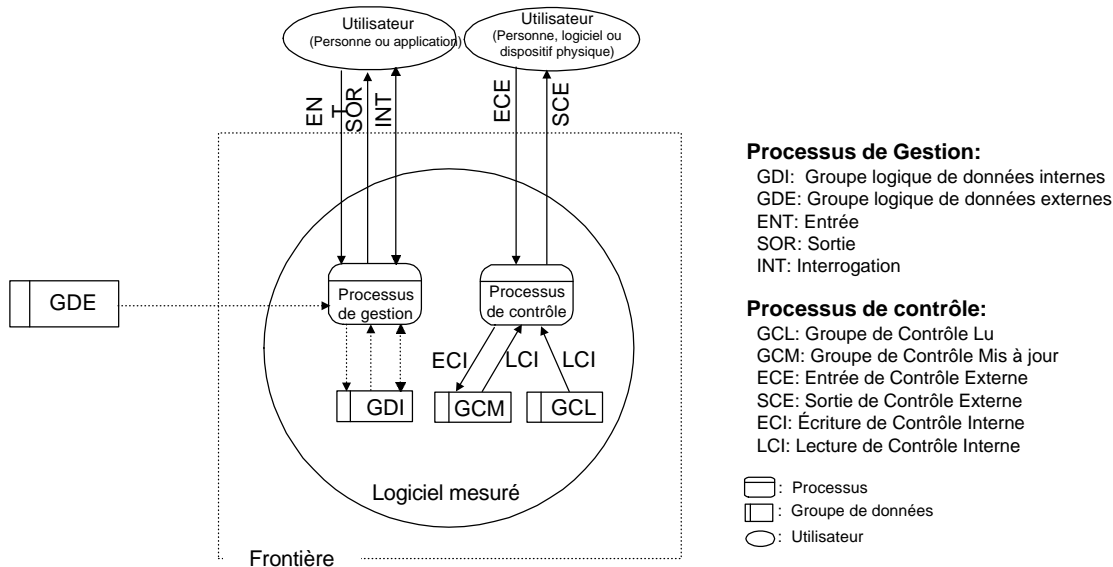 Utilisateur
(Personne ou application)
Utilisateur
(Personne, logiciel ou
dispositif physique)
EN
T
SOR
INT
ECE
SCE
GDE
Processus
de gestion
Processus
de contrôle
ECI
LCI
LCI
GDI
GCM
GCL
Logiciel mesuré
Frontière
Processus de Gestion:
GDI: Groupe logique de données internes
GDE: Groupe logique de données externes
ENT: Entrée
SOR: Sortie
INT: Interrogation
Processus de contrôle:
GCL: Groupe de Contrôle Lu
GCM: Groupe de Contrôle Mis à jour
ECE: Entrée de Contrôle Externe
SCE: Sortie de Contrôle Externe
ECI: Écriture de Contrôle Interne
LCI: Lecture de Contrôle Interne
: Processus
: Groupe de données
: Utilisateur